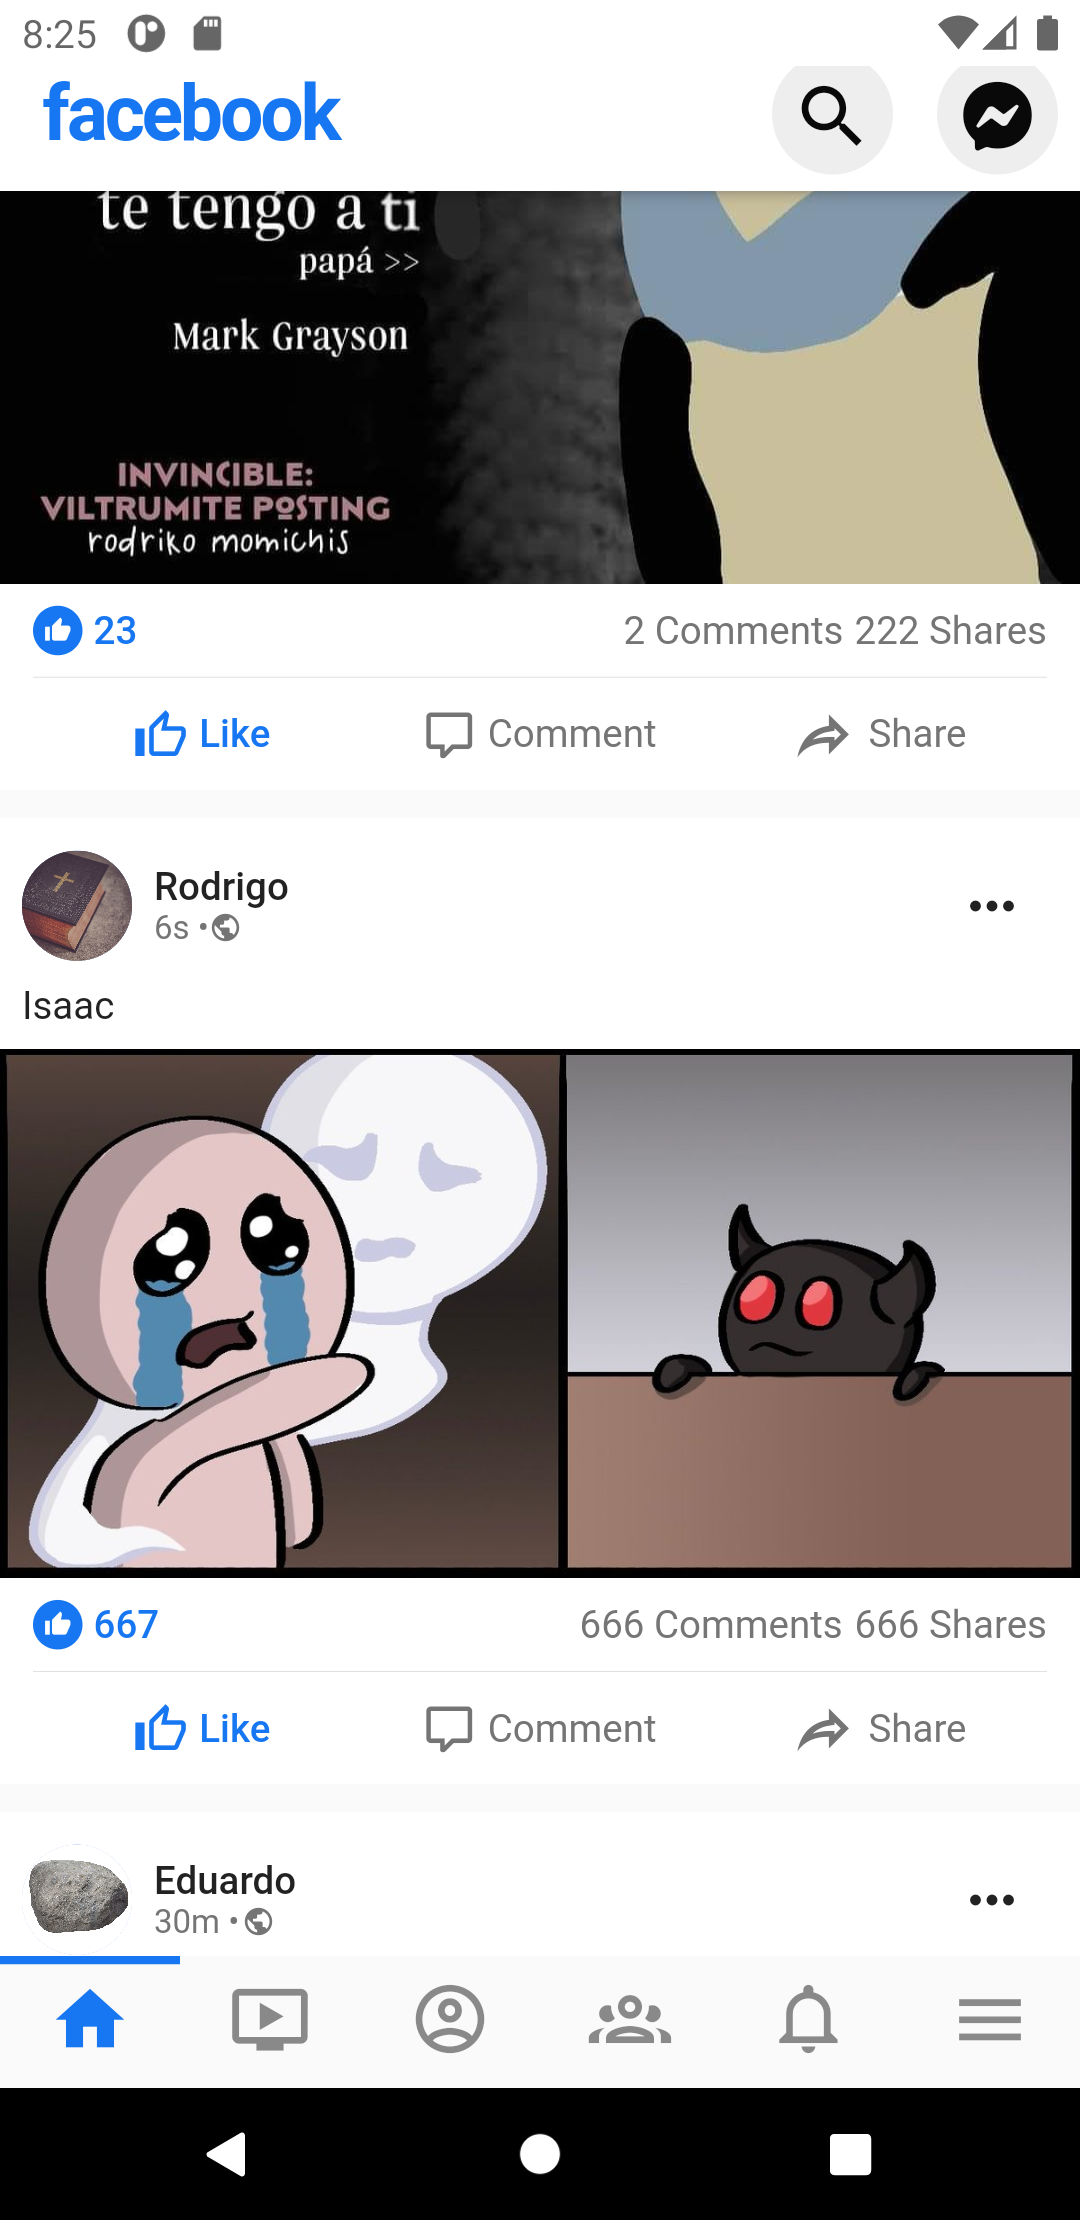 8:25
facebook
te tengo a ti
papá >>
Mark Grayson
INVINCIBLE:
VILTRUMITE POSTING
rodriko momichis
23
2 Comments 222 Shares
Like Comment Share
Rodrigo
6s •
Isaac
667
666 Comments 666 Shares
Like Comment Share
Eduardo
30m •